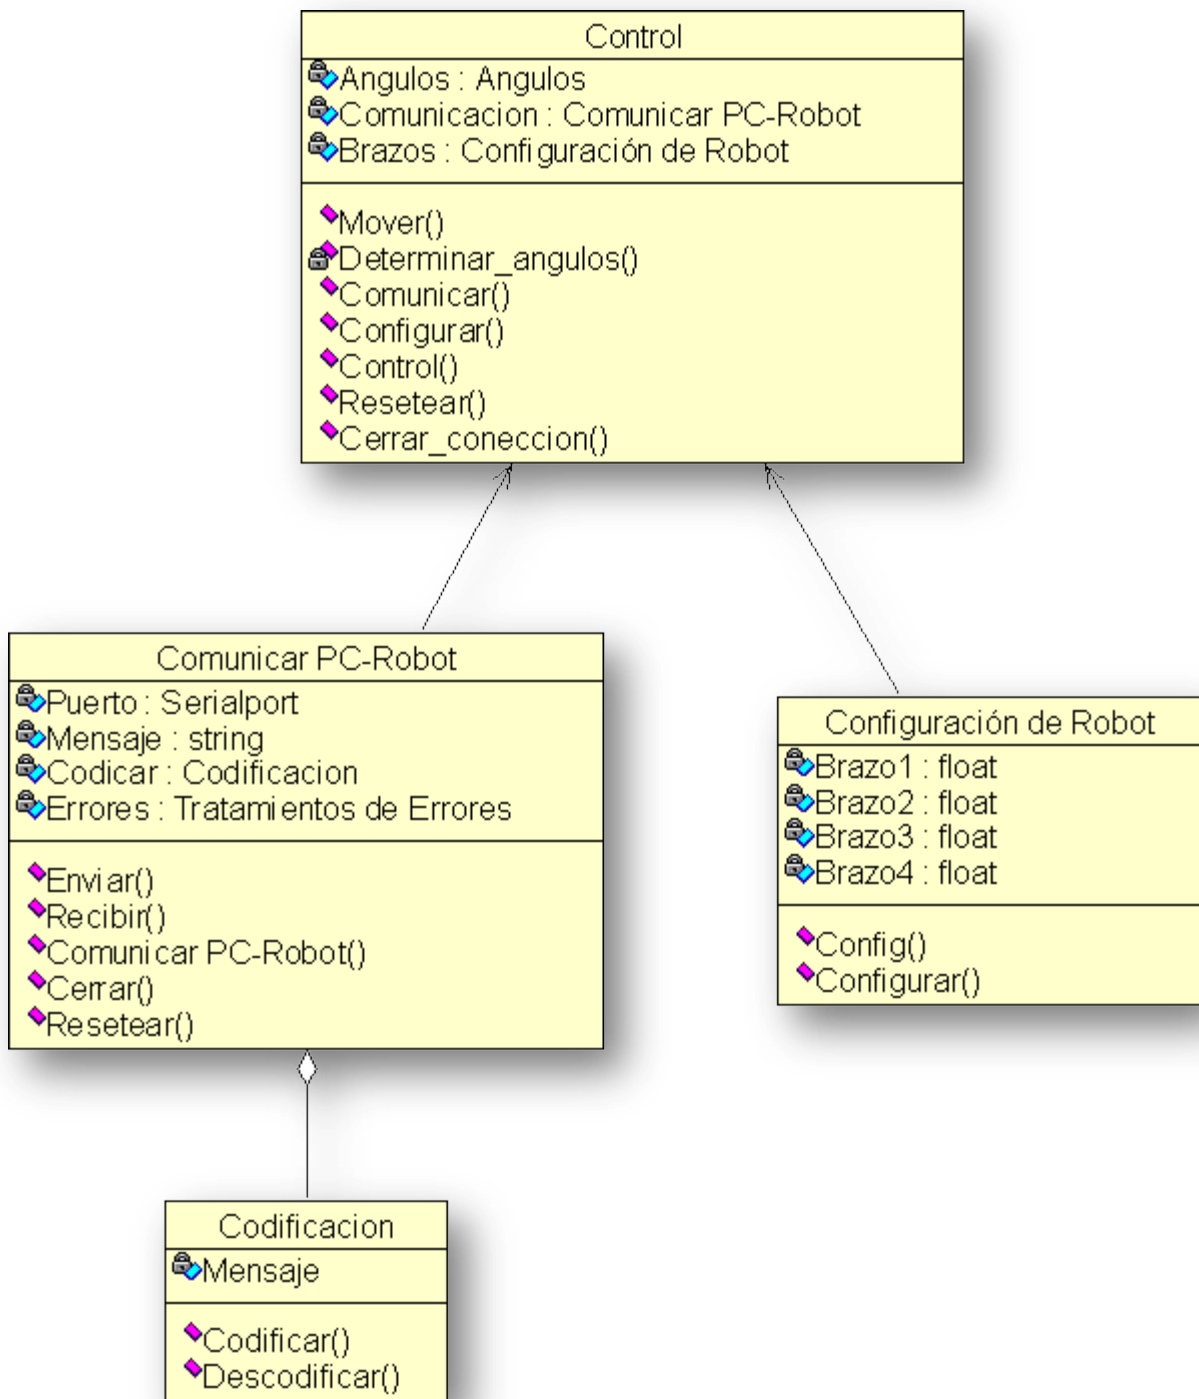 Control
Angulos : Angulos
Comunicacion : Comunicar PC-Robot
Brazos : Configuración de Robot
Mover()
Determinar_angulos()
Comunicar()
Configurar()
Control()
Resetear()
Cerrar_coneccion()
Comunicar PC-Robot
Puerto : Serialport
Mensaje : string
Codicar : Codificacion
Errores : Tratamientos de Errores
Enviar()
Recibir()
Comunicar PC-Robot()
Cerrar()
Resetear()
Configuración de Robot
Brazo1 : float
Brazo2 : float
Brazo3 : float
Brazo4 : float
Config()
Configurar()
Codificacion
Mensaje
Codificar()
Descodificar()